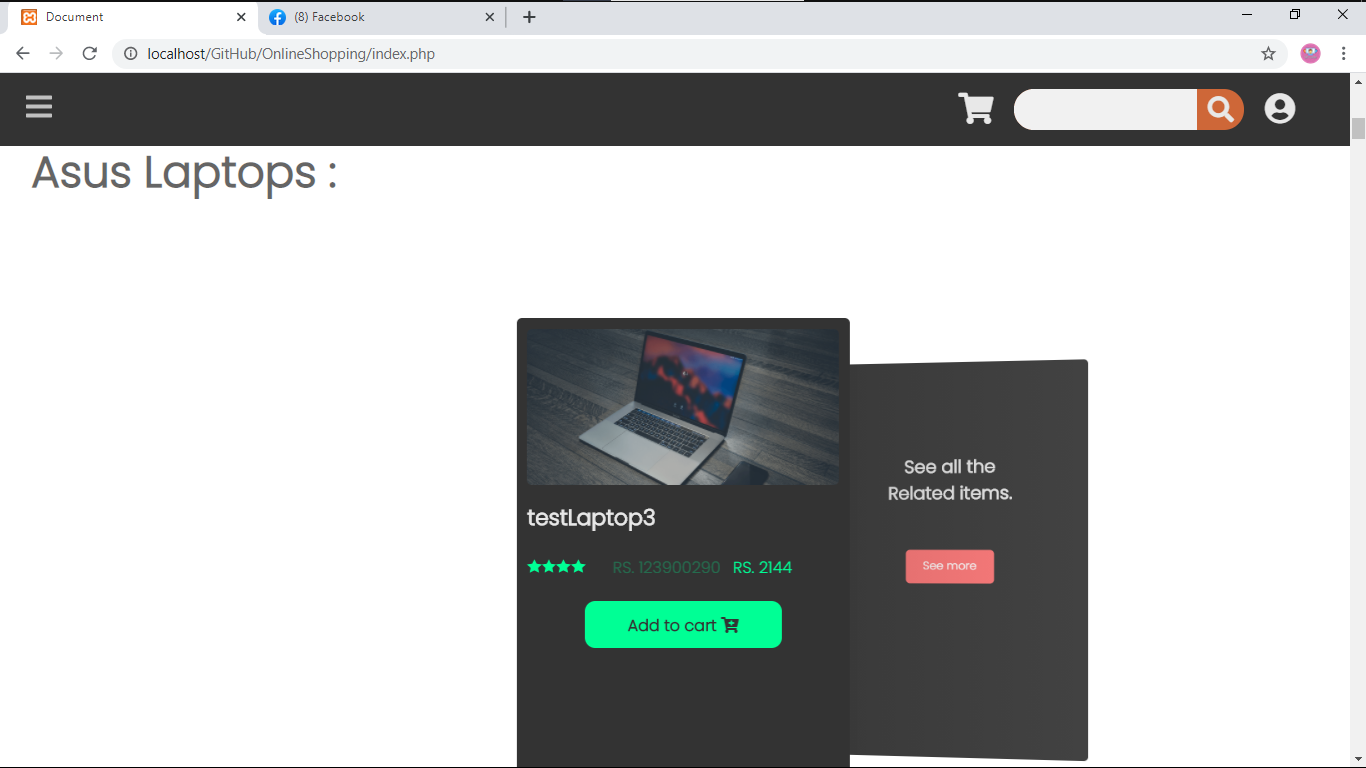 Document
(8) Facebook
localhost/GitHub/OnlineShopping/index.php
Asus Laptops :
testLaptop3
RS. 123900290 RS. 2144
Add to cart
See all the
Related items.
See more